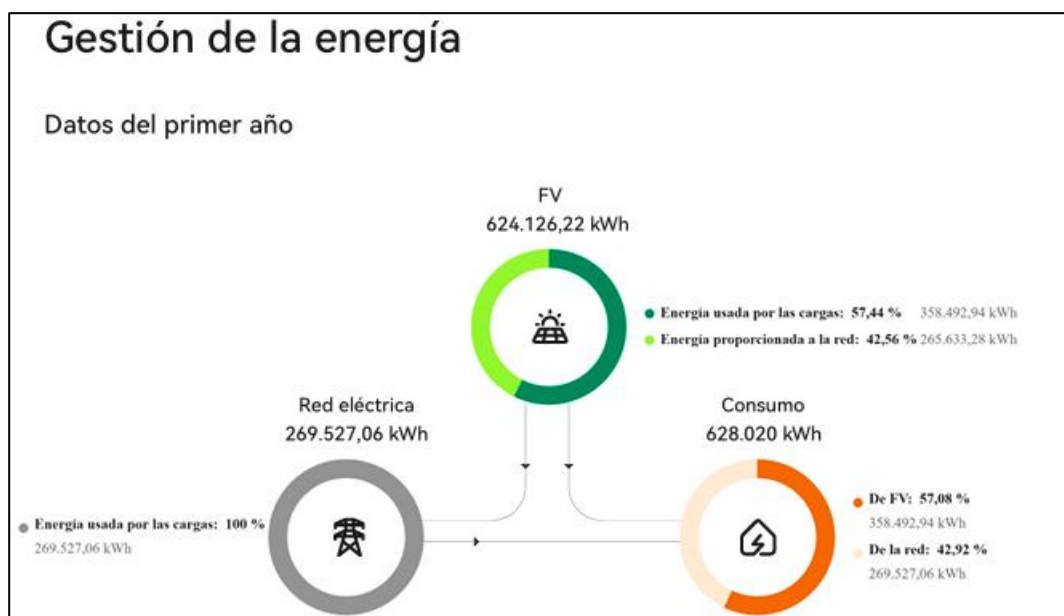 Gestión de la energía
Datos del primer año
FV
624.126,22 kWh
Energía usada por las cargas: 57,44 % 358.492,94 kWh
Energía proporcionada a la red: 42,56 % 265.633,28 kWh
Red eléctrica
269.527,06 kWh
Consumo
628.020 kWh
Energía usada por las cargas: 100 %
269.527,06 kWh
De FV: 57,08 %
358.492,94 kWh
De la red: 42,92 %
269.527,06 kWh